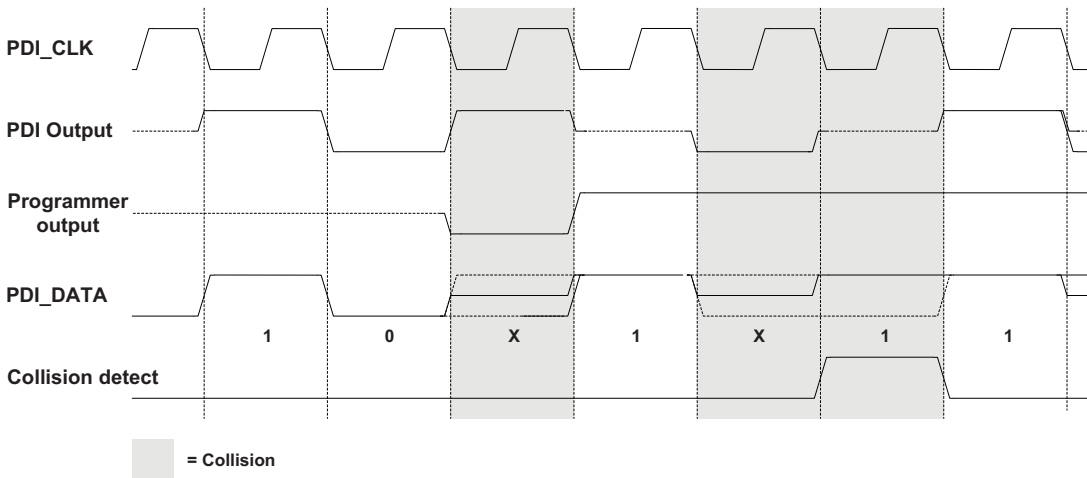 PDI_CLK
PDI Output
Programmer
output
PDI_DATA
1 0 X 1 X 1 1
Collision detect
= Collision